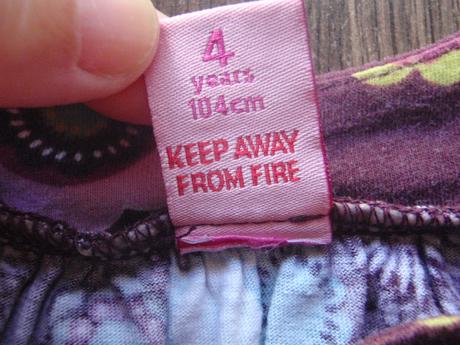 4
years
104cm
KEEP AWAY
FROM FIRE